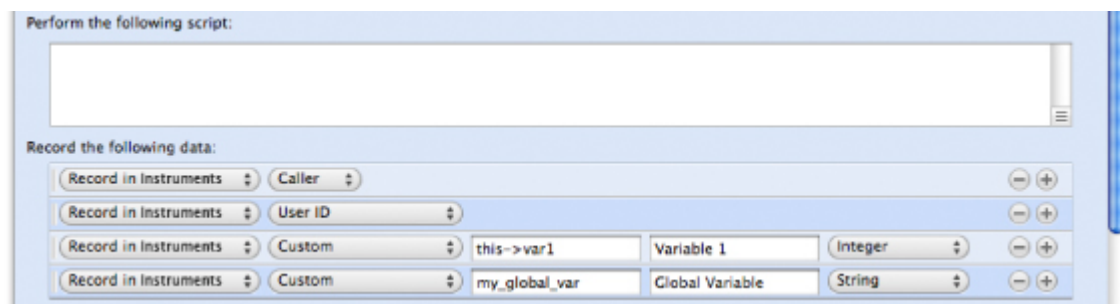 Perform the following script:
Record the following data:
Record in Instruments Caller
Record in Instruments User ID
Record in Instruments Custom this->var1 Variable 1 Integer
Record in Instruments Custom my_global_var Global Variable String